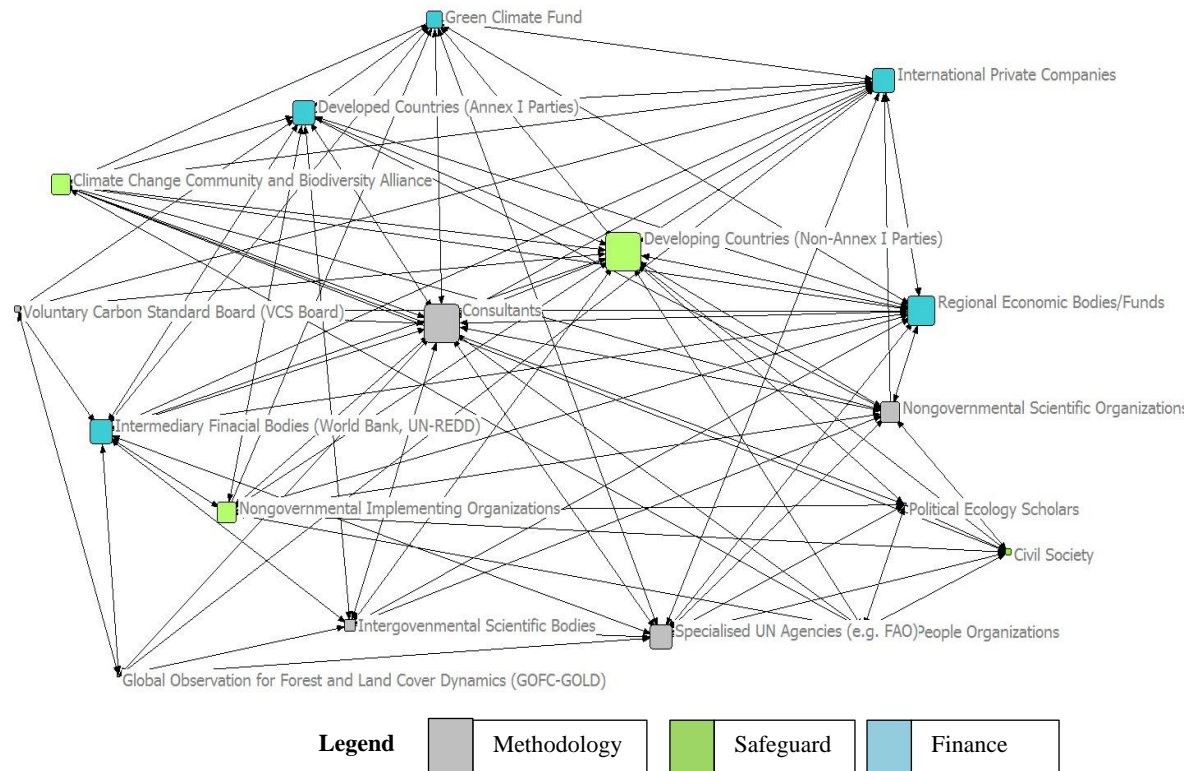 Green Climate Fund
International Private Companies
Developed Countries (Annex I Parties)
Climate Change Community and Biodiversity Alliance
Developing Countries (Non-Annex I Parties)
Voluntary Carbon Standard Board (VCS Board)
Consultants
Regional Economic Bodies/Funds
Nongovernmental Scientific Organizations
Intermediary Finacial Bodies (World Bank, UN-REDD)
Nongovernmental Implementing Organizations
Political Ecology Scholars
Civil Society
Intergovenmental Scientific Bodies
Specialised UN Agencies (e.g. FAO)
People Organizations
Global Observation for Forest and Land Cover Dynamics (GOFC-GOLD)
Legend
Methodology
Safeguard
Finance